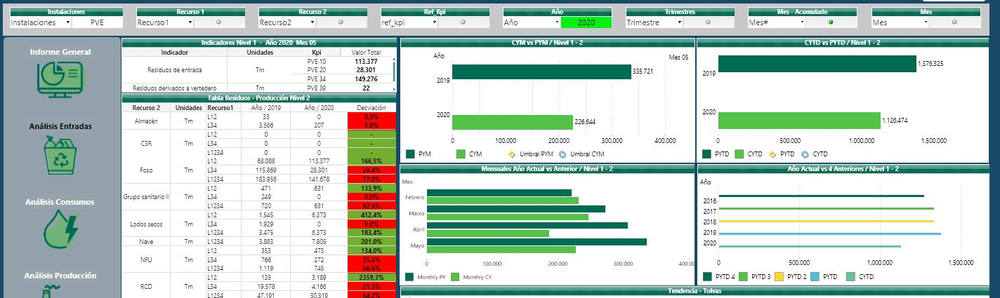 Instalaciones Recurso 1 Recurso 2 Ref_Kpi Año Trimestres Mes - Acumulado Mes
Instalaciones PVE Recurso1 Recurso2 ref_kpi Año 2020 Trimestre Mes# Mes
Informe General
Análisis Entradas
Análisis Consumos
Análisis Producción
Indicadores Nivel 1 - Año 2020 Mes 05
Indicador Unidades Kpi Valor Total
Residuos de entrada Tm PVE 10 113.377
PVE 20 28.301
PVE 34 149.276
Residuos derivados a vertedero Tm PVE 39 22
Tabla Residuos - Producción Nivel 2
Recurso 2 Unidades Recurso1 Año / 2019 Año / 2020 Desviación
Almacén Tm L12 33 0 0,0%
L34 3.566 207 5,8%
CSR Tm L12 0 0 -
L34 0 0 -
L1234 0 0 -
Foso Tm L12 68.088 113.377 166,5%
L34 115.869 28.301 24,4%
L1234 183.956 141.678 77,0%
Grupo sanitario II Tm L12 471 631 133,9%
L34 249 0 0,0%
L1234 720 631 87,6%
Lodos secos Tm L12 1.545 6.373 412,4%
L34 1.929 0 0,0%
L1234 3.475 6.373 183,4%
Nave Tm L1234 3.883 7.805 201,0%
NFU Tm L12 353 473 134,0%
L34 766 272 35,6%
L1234 1.119 745 66,6%
RCD Tm L12 135 3.189 2359,3%
L34 19.578 4.166 21,3%
L1234 47.191 30.319 64,2%
CYM vs PYM / Nivel 1 - 2
Año Mes 05
2019 335.721
2020 226.644
0 100.000 200.000 300.000 400.000
PYM CYM Umbral PYM Umbral CYM
CYTD vs PYTD / Nivel 1 - 2
2019 1.376.325
2020 1.126.474
0 500.000 1.000.000 1.500.000
PYTD CYTD PYTD CYTD
Mensuales Año Actual vs Anterior / Nivel 1 - 2
Mes
Febrero
Marzo
Abril
Mayo
0 100.000 200.000 300.000 400.00
Monthly PY Monthly CY
Año Actual vs 4 Anteriores / Nivel 1 - 2
Año
2016
2017
2018
2019
2020
0 500.000 1.000.000 1.500.000
PYTD 4 PYTD 3 PYTD 2 PYTD CYTD
Tendencia - Tolvas